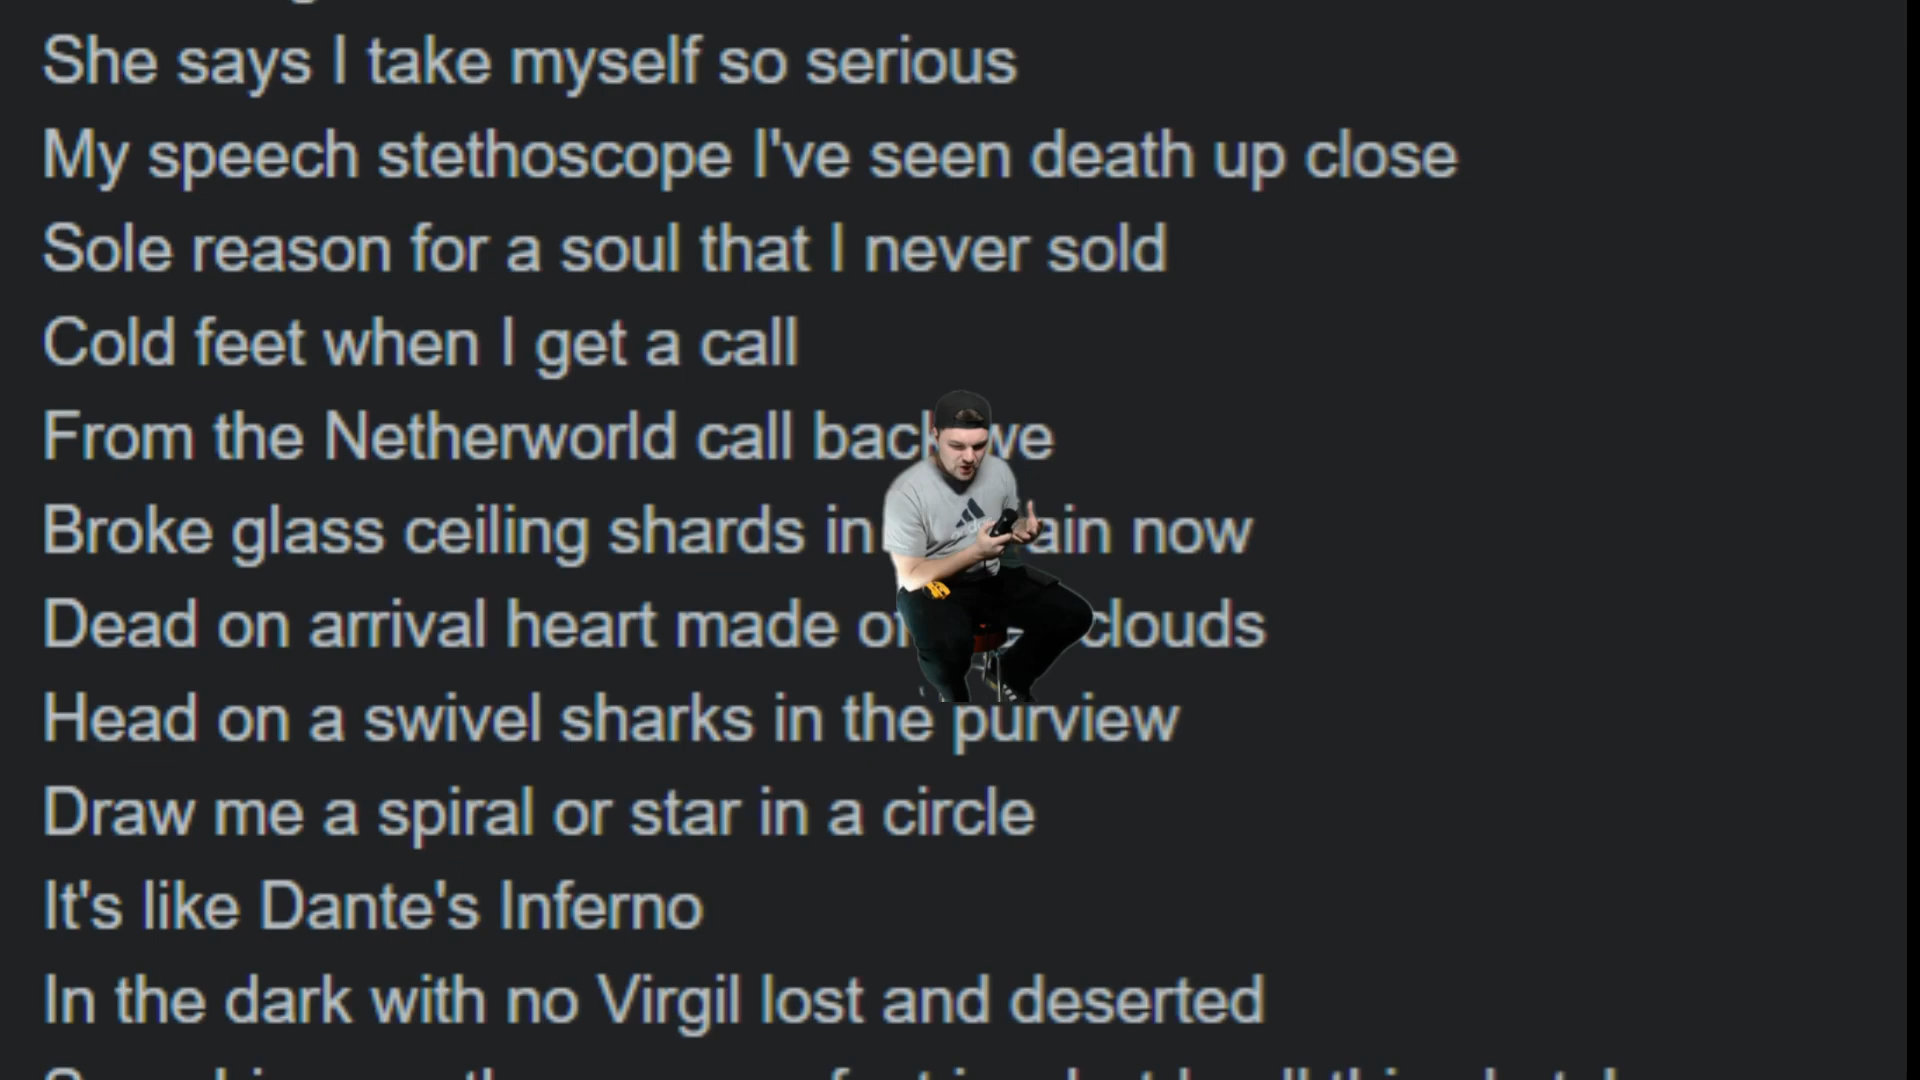 She says I take myself so serious
My speech stethoscope I've seen death up close
Sole reason for a soul that I never sold
Cold feet when I get a call
From the Netherworld call back we
Broke glass ceiling shards in now
Dead on arrival heart made of clouds
Head on a swivel sharks in the purview
Draw me a spiral or star in a circle
It's like Dante's Inferno
In the dark with no Virgil lost and deserted